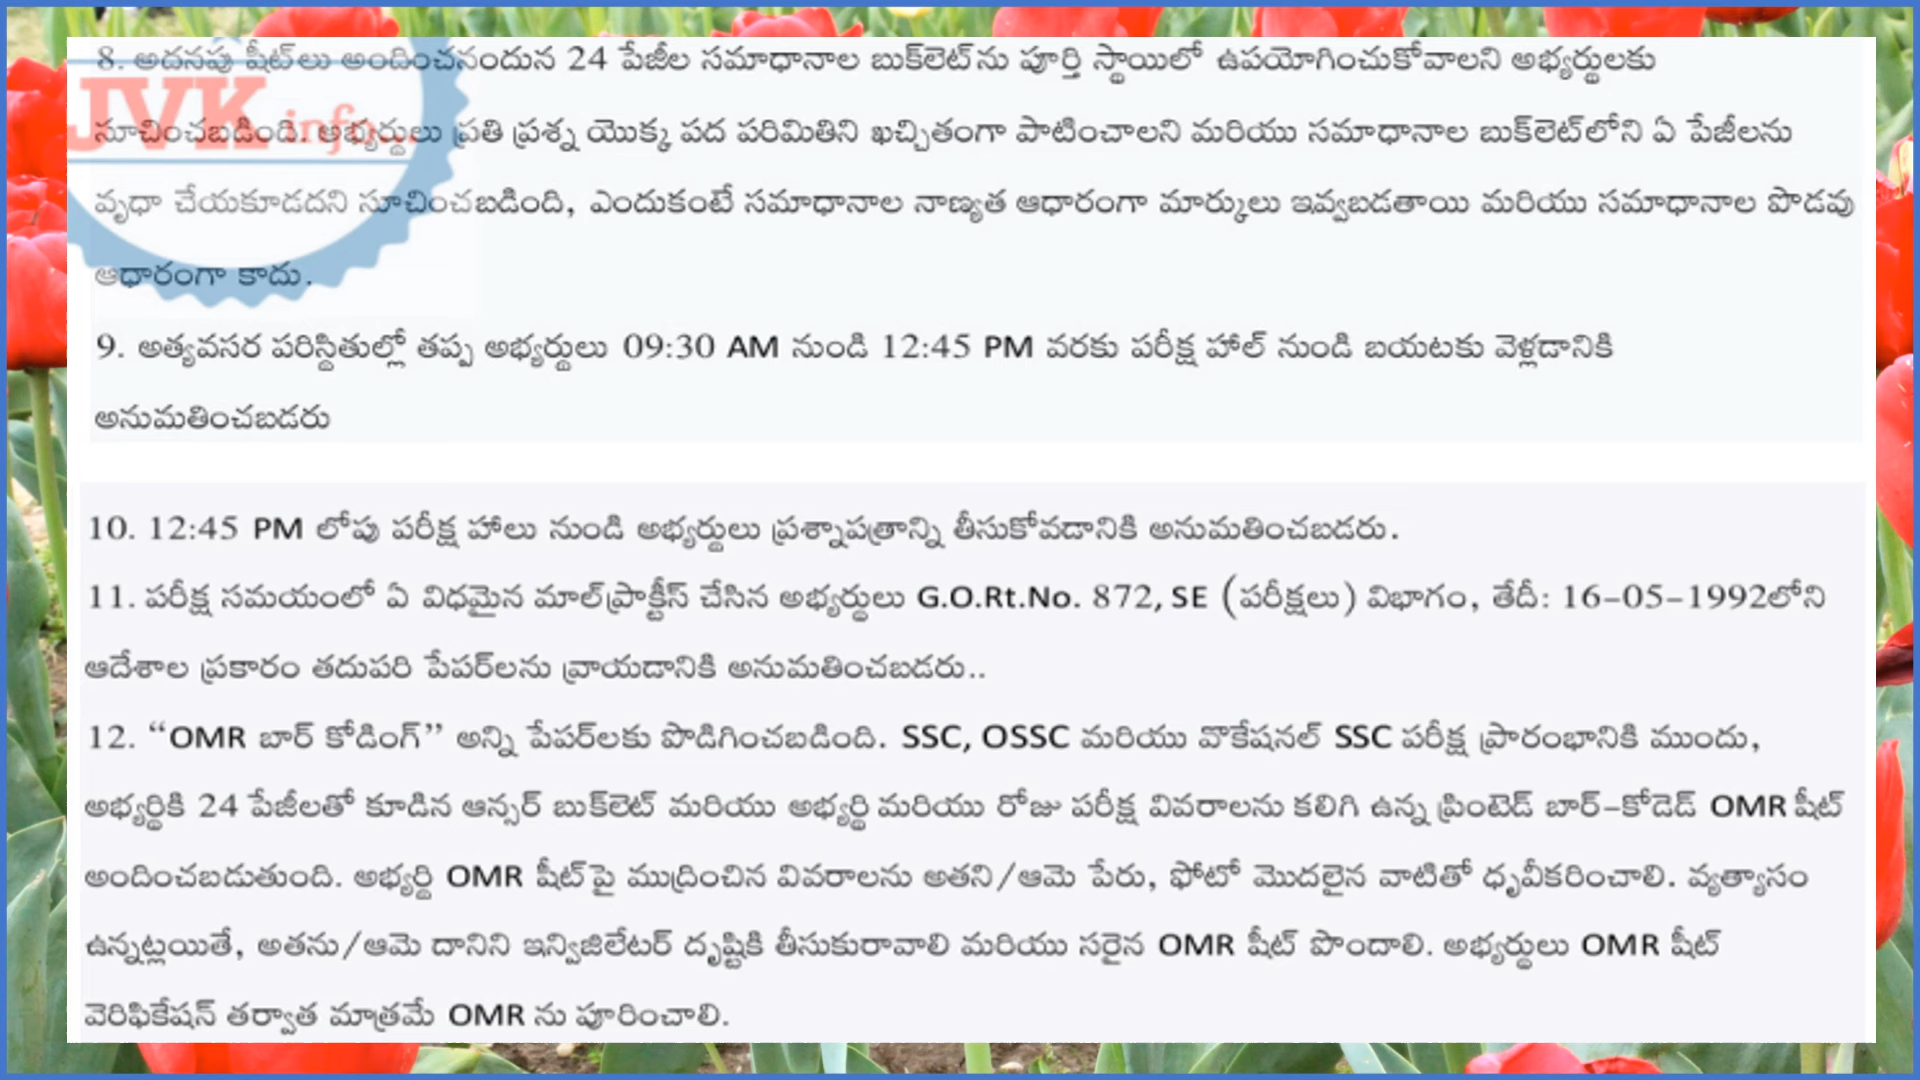 8. అదనపు షీట్‌లు అందించనందున 24 పేజీల సమాధానాల బుక్‌లెట్‌ను పూర్తి స్థాయిలో ఉపయోగించుకోవాలని అభ్యర్థులకు
JVK info...
సూచించబడింది. అభ్యర్థులు ప్రతి ప్రశ్న యొక్క పద పరిమితిని ఖచ్చితంగా పాటించాలని మరియు సమాధానాల బుక్‌లెట్‌లోని ఏ పేజీలను
వృధా చేయకూడదని సూచించబడింది, ఎందుకంటే సమాధానాల నాణ్యత ఆధారంగా మార్కులు ఇవ్వబడతాయి మరియు సమాధానాల పొడవు
ఆధారంగా కాదు.
9. అత్యవసర పరిస్థితుల్లో తప్ప అభ్యర్థులు 09:30 AM నుండి 12:45 PM వరకు పరీక్ష హాల్ నుండి బయటకు వెళ్లడానికి
అనుమతించబడరు
10. 12:45 PM లోపు పరీక్ష హాలు నుండి అభ్యర్థులు ప్రశ్నాపత్రాన్ని తీసుకోవడానికి అనుమతించబడరు.
11. పరీక్ష సమయంలో ఏ విధమైన మాల్‌ప్రాక్టీస్ చేసిన అభ్యర్థులు G.O.Rt.No. 872, SE (పరీక్షలు) విభాగం, తేదీ: 16-05-1992లోని
ఆదేశాల ప్రకారం తదుపరి పేపర్‌లను వ్రాయడానికి అనుమతించబడరు..
12. “OMR బార్ కోడింగ్” అన్ని పేపర్‌లకు పొడిగించబడింది. SSC, OSSC మరియు వొకేషనల్ SSC పరీక్ష ప్రారంభానికి ముందు,
అభ్యర్థికి 24 పేజీలతో కూడిన ఆన్సర్ బుక్‌లెట్ మరియు అభ్యర్థి మరియు రోజు పరీక్ష వివరాలను కలిగి ఉన్న ప్రింటెడ్ బార్-కోడెడ్ OMR షీట్
అందించబడుతుంది. అభ్యర్థి OMR షీట్‌పై ముద్రించిన వివరాలను అతని/ఆమె పేరు, ఫోటో మొదలైన వాటితో ధృవీకరించాలి. వ్యత్యాసం
ఉన్నట్లయితే, అతను/ఆమె దానిని ఇన్విజిలేటర్ దృష్టికి తీసుకురావాలి మరియు సరైన OMR షీట్ పొందాలి. అభ్యర్థులు OMR షీట్
వెరిఫికేషన్ తర్వాత మాత్రమే OMR ను పూరించాలి.